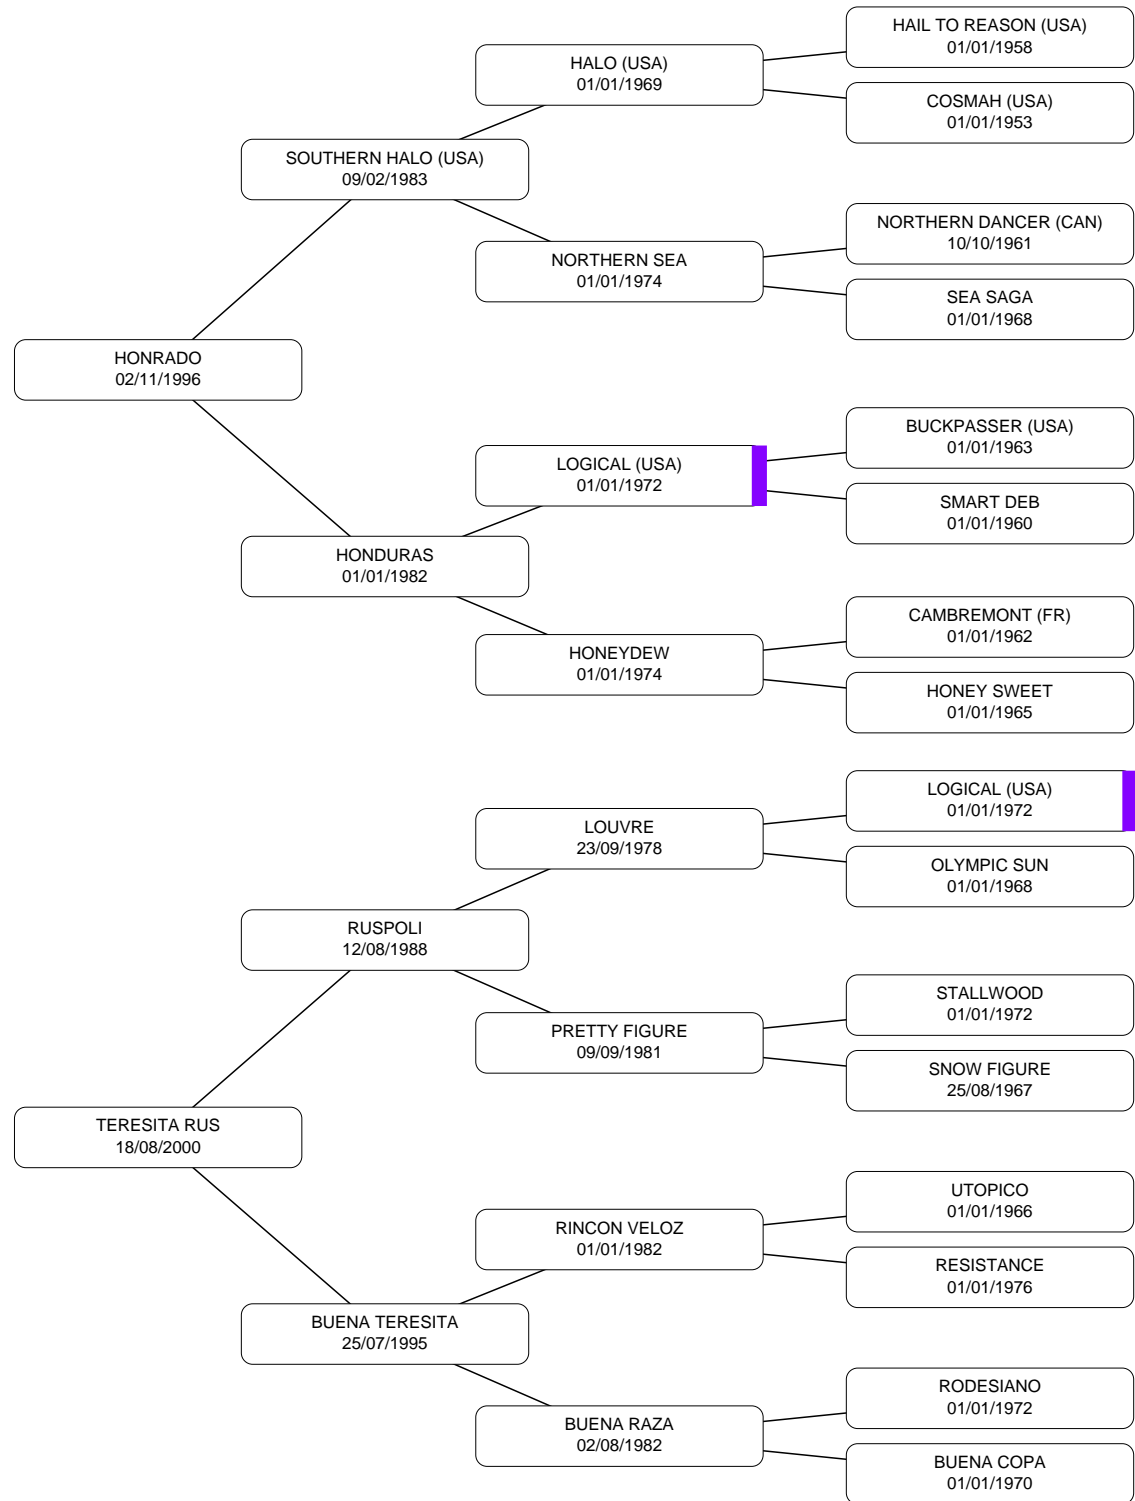 HAIL TO REASON (USA)
01/01/1958
HALO (USA)
01/01/1969
COSMAH (USA)
01/01/1953
SOUTHERN HALO (USA)
09/02/1983
NORTHERN DANCER (CAN)
10/10/1961
NORTHERN SEA
01/01/1974
SEA SAGA
01/01/1968
HONRADO
02/11/1996
BUCKPASSER (USA)
01/01/1963
LOGICAL (USA)
01/01/1972
SMART DEB
01/01/1960
HONDURAS
01/01/1982
CAMBREMONT (FR)
01/01/1962
HONEYDEW
01/01/1974
HONEY SWEET
01/01/1965
LOGICAL (USA)
01/01/1972
LOUVRE
23/09/1978
OLYMPIC SUN
01/01/1968
RUSPOLI
12/08/1988
STALLWOOD
01/01/1972
PRETTY FIGURE
09/09/1981
SNOW FIGURE
25/08/1967
TERESITA RUS
18/08/2000
UTOPICO
01/01/1966
RINCON VELOZ
01/01/1982
RESISTANCE
01/01/1976
BUENA TERESITA
25/07/1995
RODESIANO
01/01/1972
BUENA RAZA
02/08/1982
BUENA COPA
01/01/1970